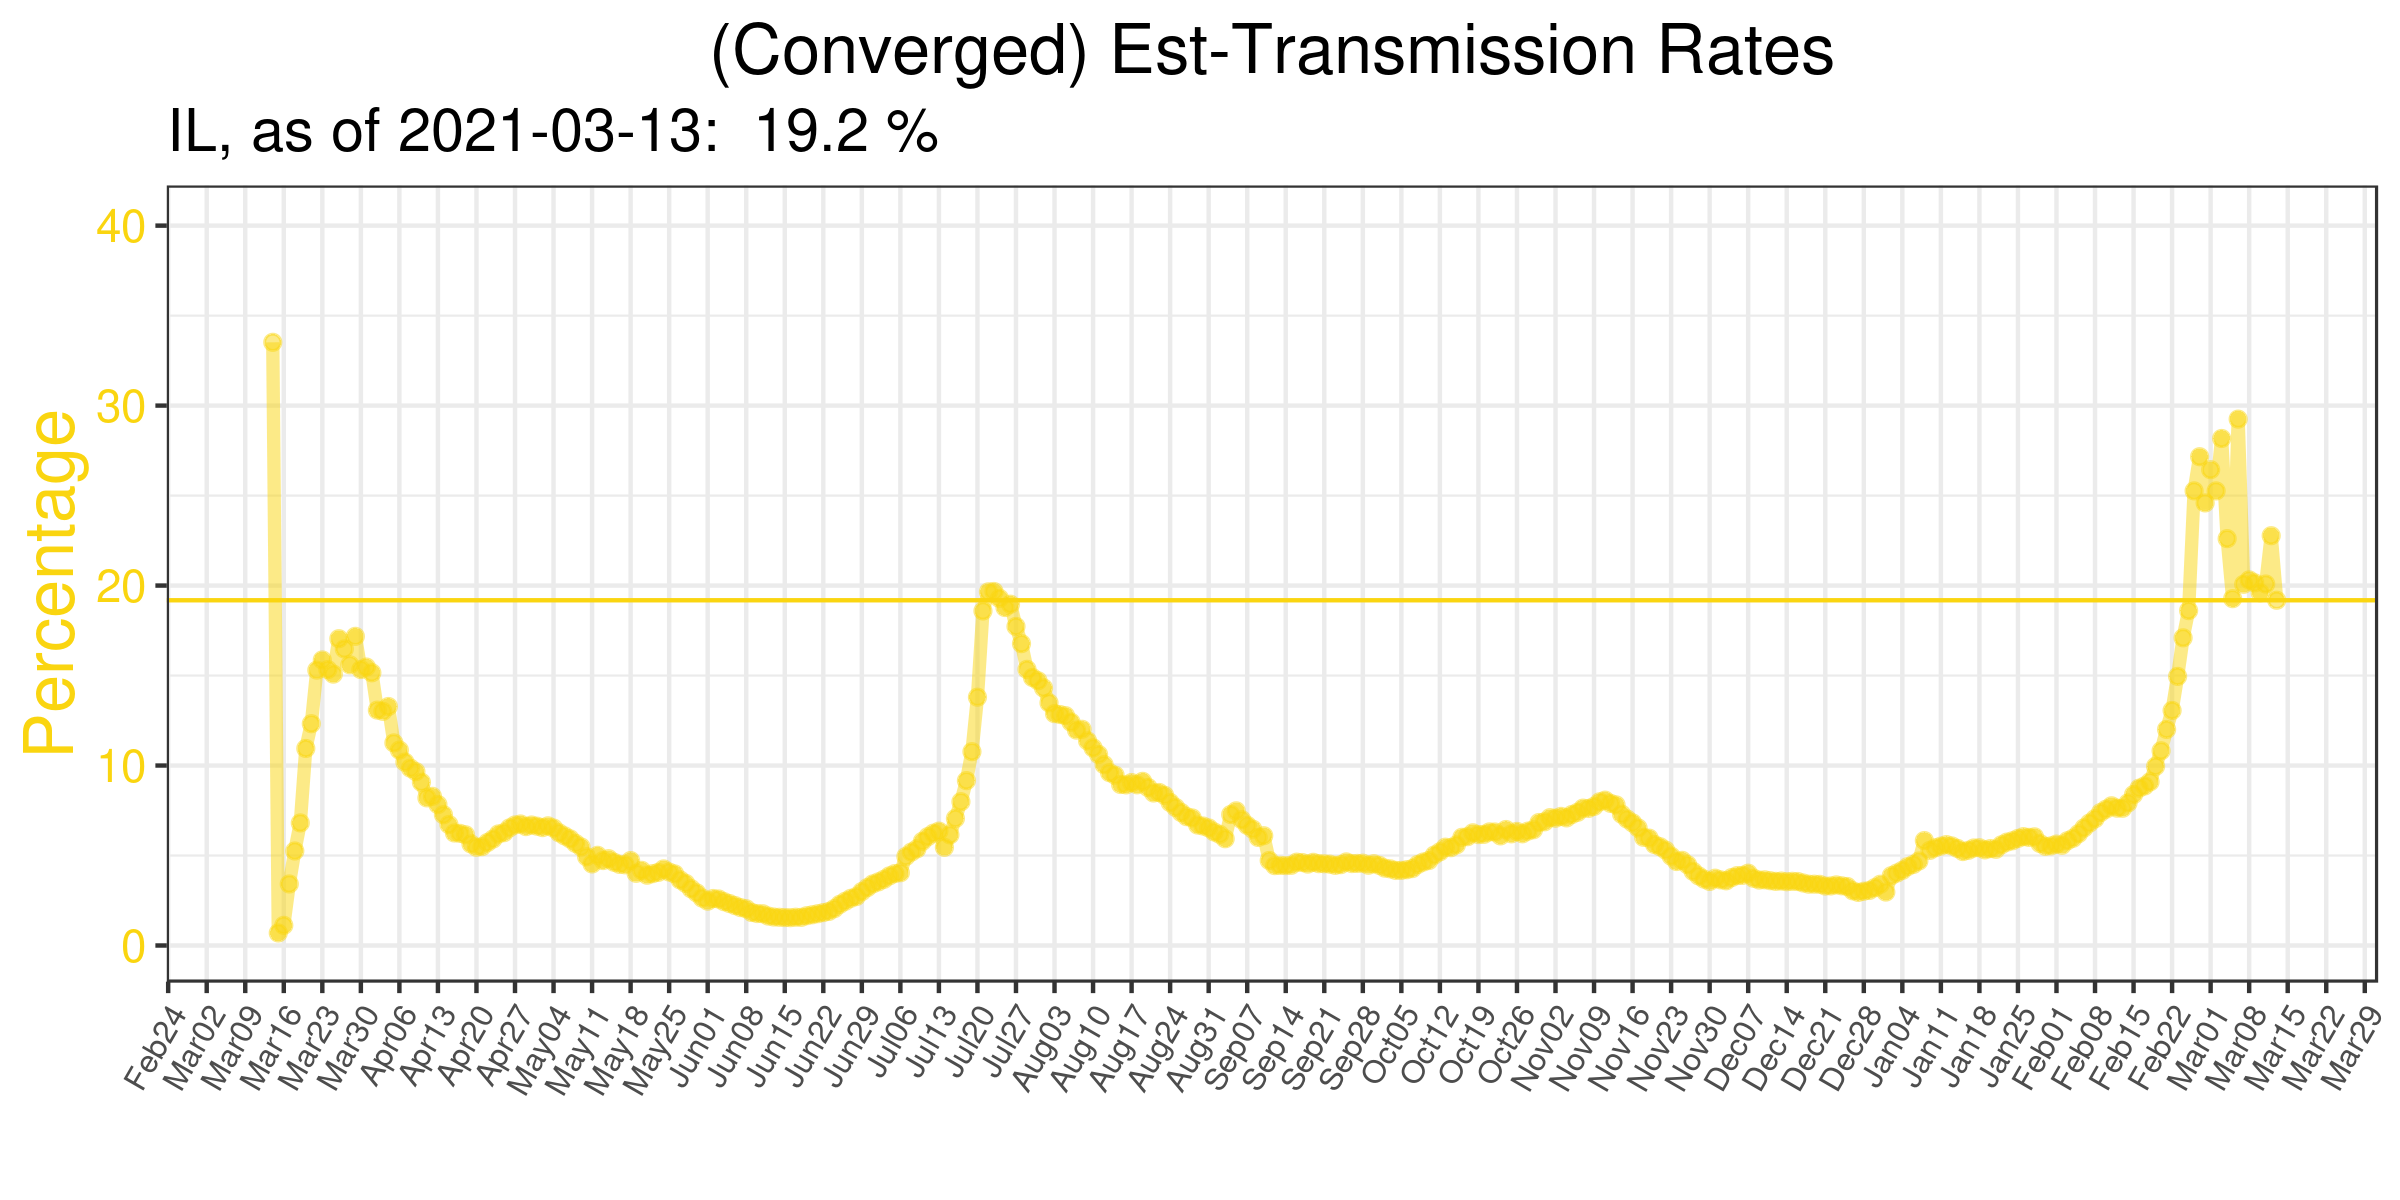 (Converged) Est-Transmission Rates
IL, as of 2021-03-13:  19.2 %
Percentage
40
30
20
10
0
Feb24
Mar02
Mar09
Mar16
Mar23
Mar30
Apr06
Apr13
Apr20
Apr27
May04
May11
May18
May25
Jun01
Jun08
Jun15
Jun22
Jun29
Jul06
Jul13
Jul20
Jul27
Aug03
Aug10
Aug17
Aug24
Aug31
Sep07
Sep14
Sep21
Sep28
Oct05
Oct12
Oct19
Oct26
Nov02
Nov09
Nov16
Nov23
Nov30
Dec07
Dec14
Dec21
Dec28
Jan04
Jan11
Jan18
Jan25
Feb01
Feb08
Feb15
Feb22
Mar01
Mar08
Mar15
Mar22
Mar29